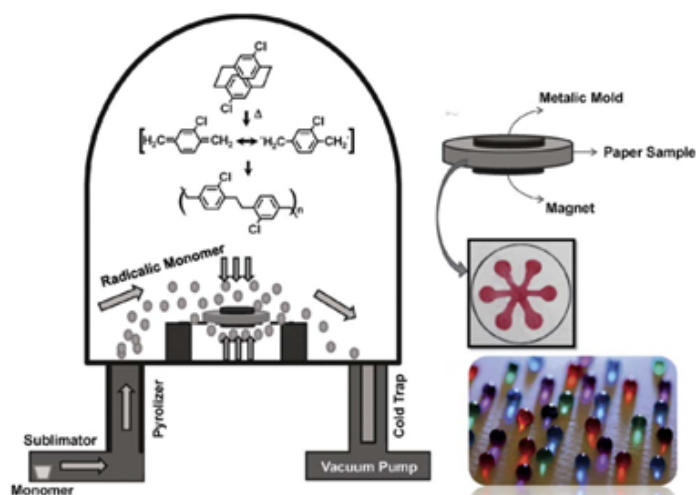 Cl
Cl
Δ
Cl
Cl
[H₂C= =CH₂ ↔ ·H₂C- -CH₂·]
Cl
( )n
Cl
Radicalic Monomer
Pyrolizer
Cold Trap
Sublimator
Monomer
Vacuum Pump
Metalic Mold
Paper Sample
Magnet